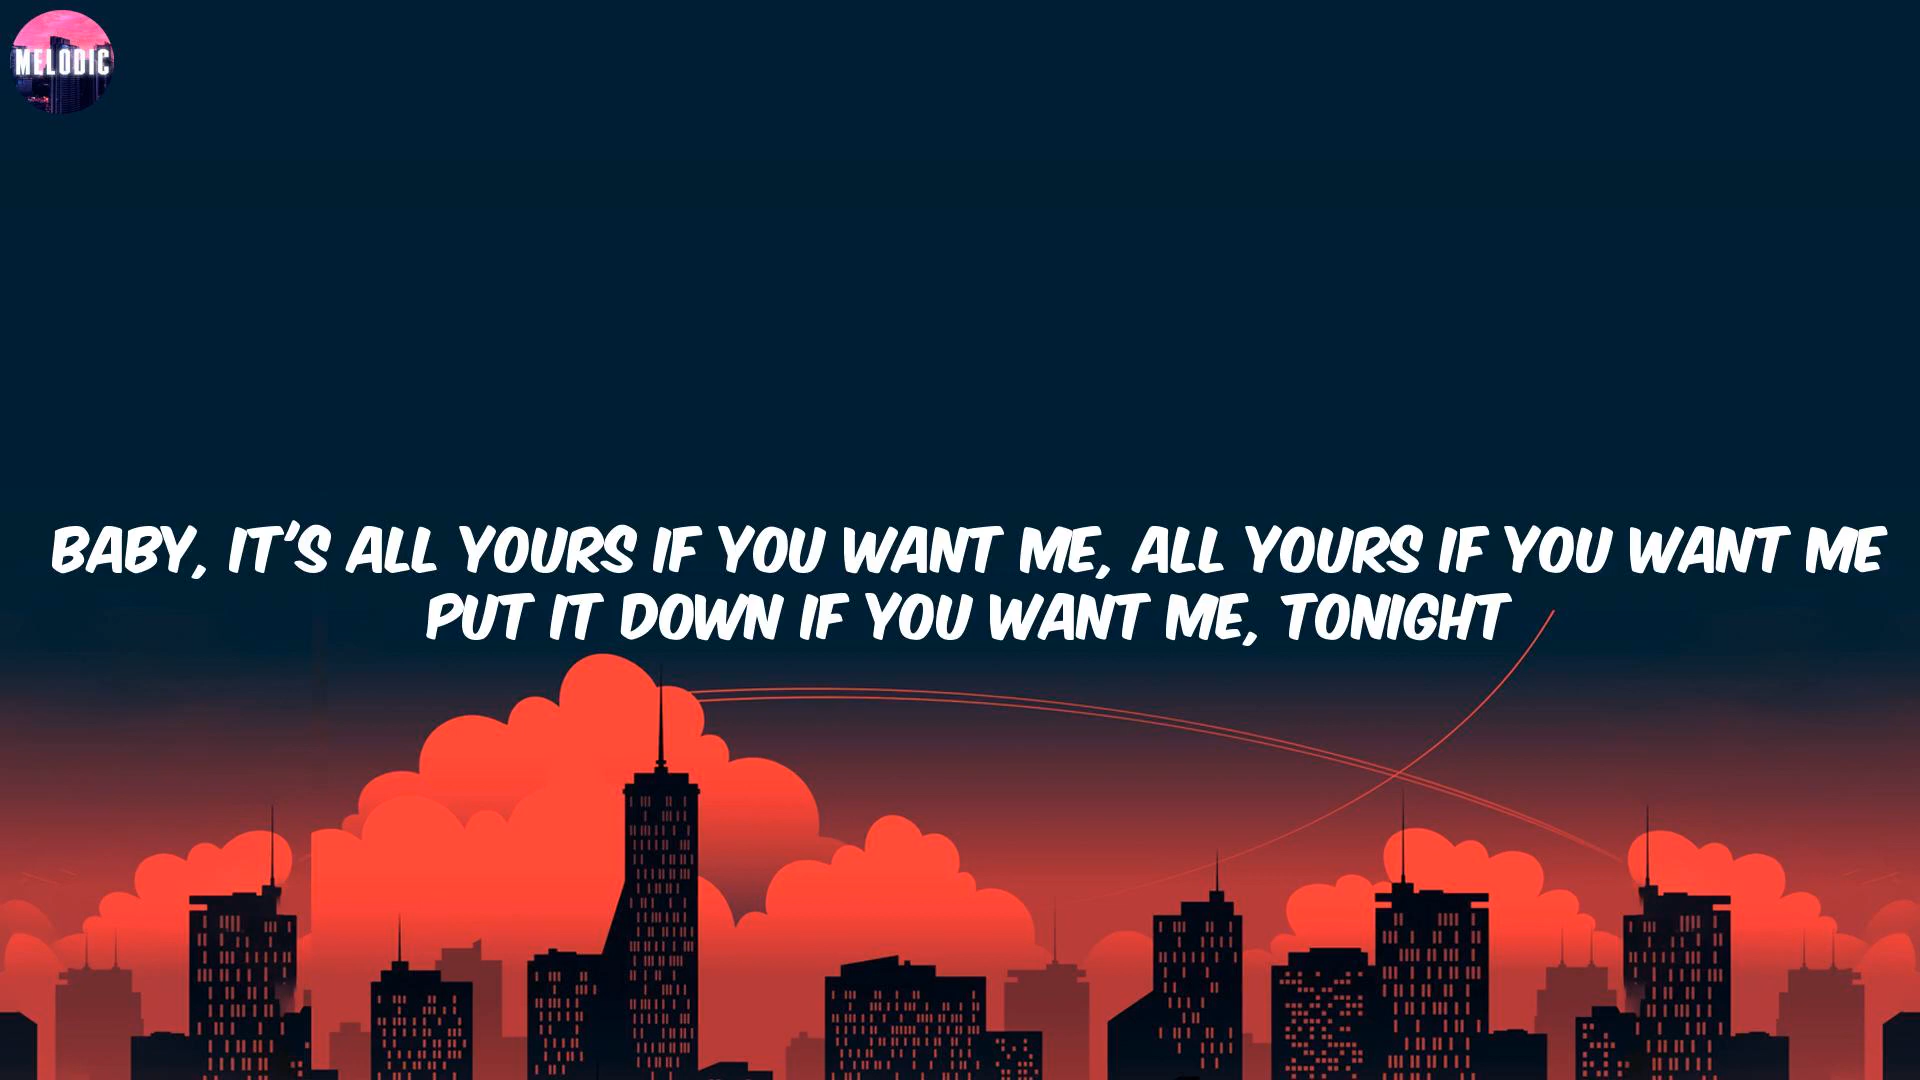 MELODIC
BABY, IT'S ALL YOURS IF YOU WANT ME, ALL YOURS IF YOU WANT ME
PUT IT DOWN IF YOU WANT ME, TONIGHT